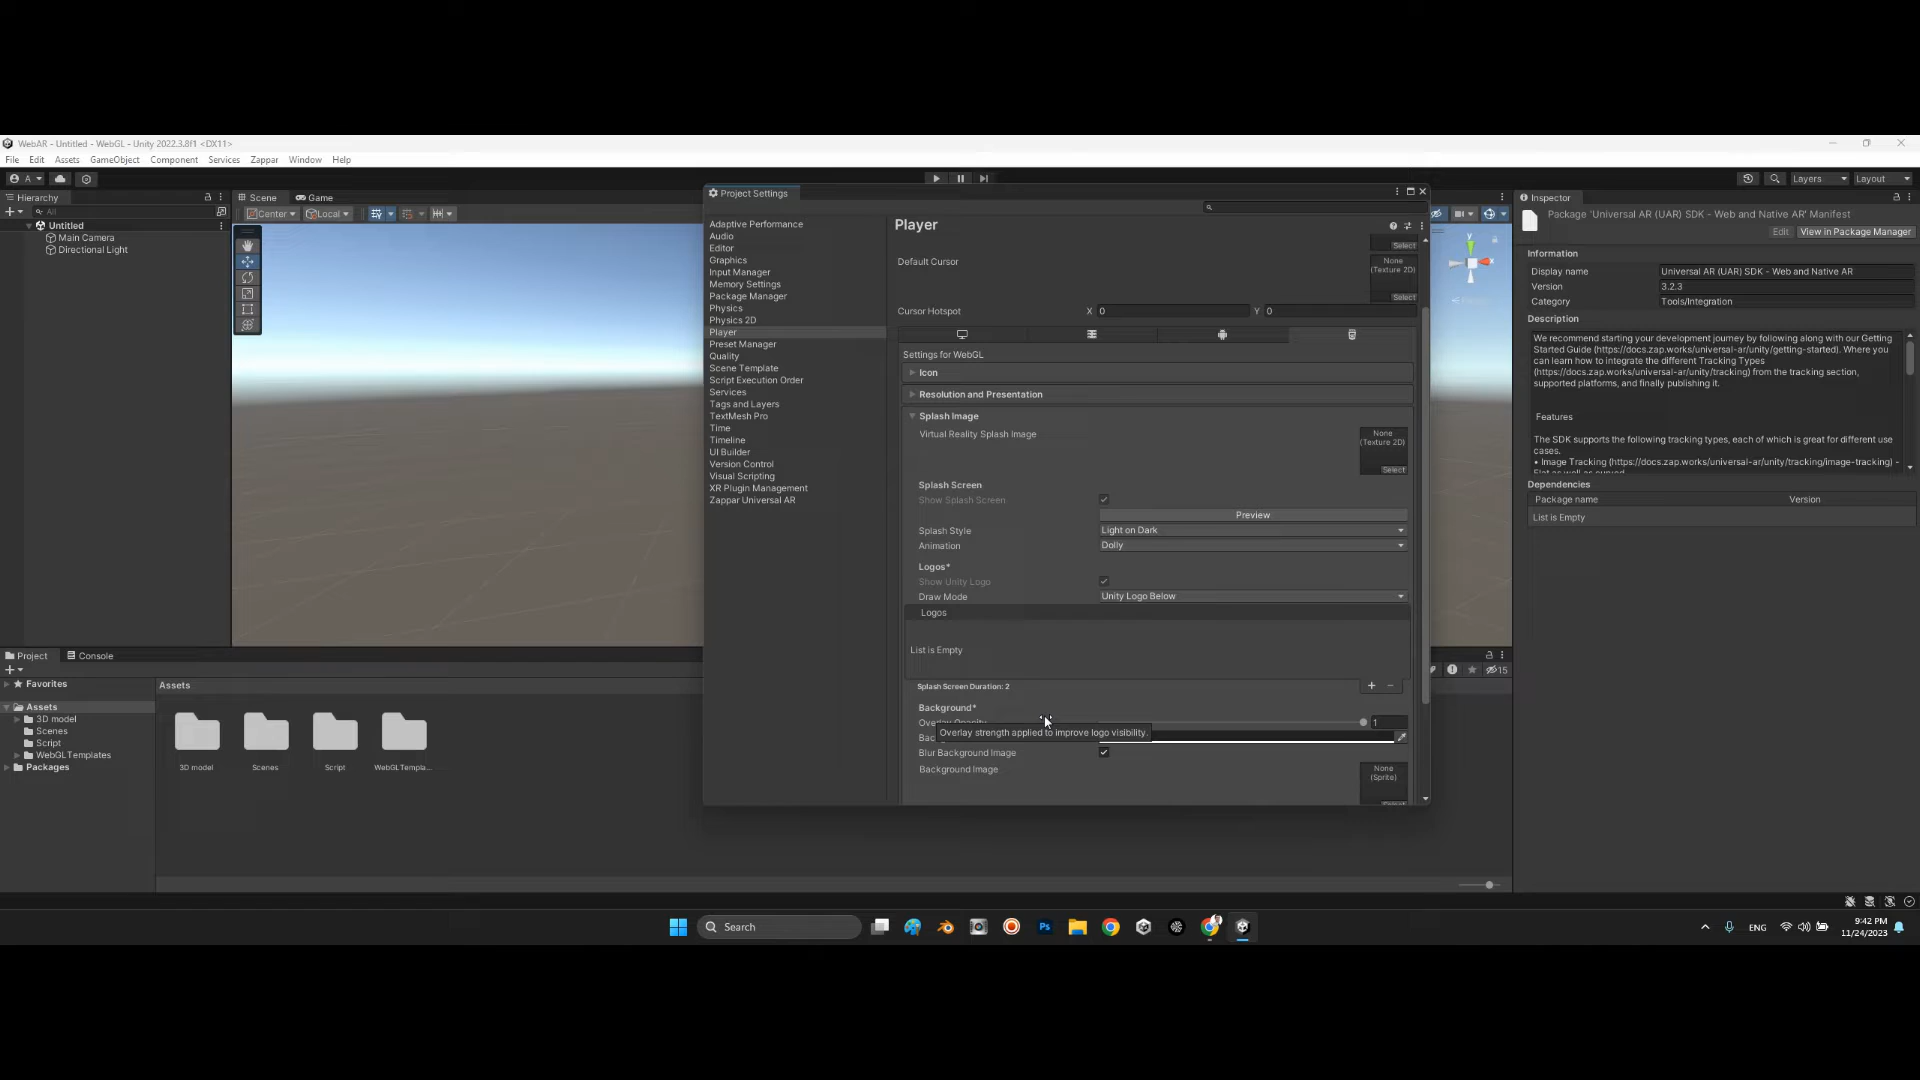 WebAR - Untitled - WebGL - Unity 2022.3.8f1 <DX11>
File Edit Assets GameObject Component Services Zappar Window Help
A
Layers
Layout
Hierarchy
All
Untitled
Main Camera
Directional Light
Scene
Game
Center
Local
Project Settings
Adaptive Performance
Audio
Editor
Graphics
Input Manager
Memory Settings
Package Manager
Physics
Physics 2D
Player
Preset Manager
Quality
Scene Template
Script Execution Order
Services
Tags and Layers
TextMesh Pro
Time
Timeline
UI Builder
Version Control
Visual Scripting
XR Plugin Management
Zappar Universal AR
Player
Select
Default Cursor
None
(Texture 2D)
Select
Cursor Hotspot X 0 Y 0
Settings for WebGL
Icon
Resolution and Presentation
Splash Image
Virtual Reality Splash Image
None
(Texture 2D)
Select
Splash Screen
Show Splash Screen
Preview
Splash Style Light on Dark
Animation Dolly
Logos*
Show Unity Logo
Draw Mode Unity Logo Below
Logos
List is Empty
Splash Screen Duration: 2
Background*
Overlay Opacity 1
Overlay strength applied to improve logo visibility.
Blur Background Image
Background Image
None
(Sprite)
y
x
Inspector
Package 'Universal AR (UAR) SDK - Web and Native AR' Manifest
Edit View in Package Manager
Information
Display name Universal AR (UAR) SDK - Web and Native AR
Version 3.2.3
Category Tools/Integration
Description
We recommend starting your development journey by following along with our Getting
Started Guide (https://docs.zap.works/universal-ar/unity/getting-started). Where you
can learn how to integrate the different Tracking Types
(https://docs.zap.works/universal-ar/unity/tracking) from the tracking section,
supported platforms, and finally publishing it.
Features
The SDK supports the following tracking types, each of which is great for different use
cases.
• Image Tracking (https://docs.zap.works/universal-ar/unity/tracking/image-tracking) -
Dependencies
Package name Version
List is Empty
Project
Console
15
Favorites
Assets
3D model
Scenes
Script
WebGLTemplates
Packages
Assets
3D model
Scenes
Script
WebGLTempla...
Search
Ps
ENG
9:42 PM
11/24/2023